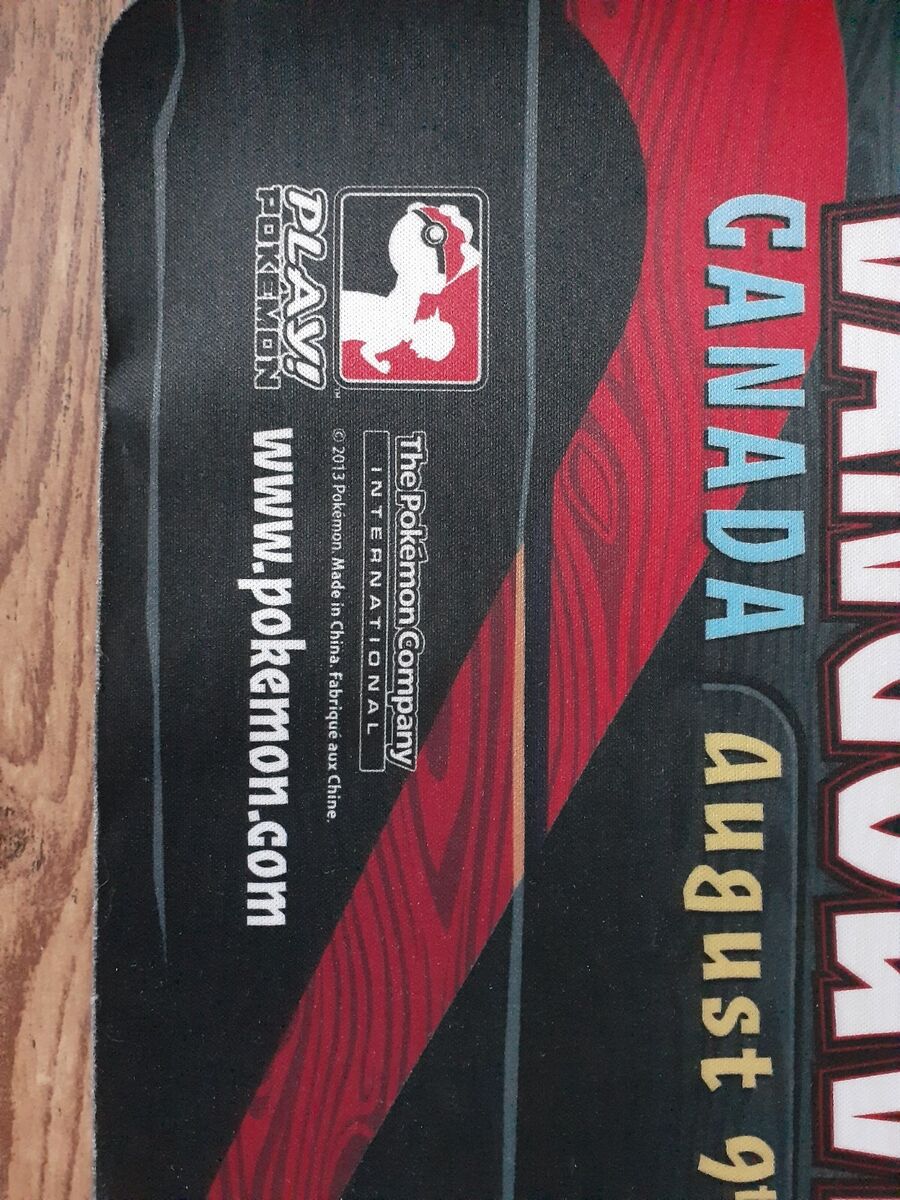 CANADA
august 9
PLAY!
POKÉMON
™
The Pokémon Company
INTERNATIONAL
© 2013 Pokémon. Made in China. Fabriqué aux Chine.
www.pokemon.com